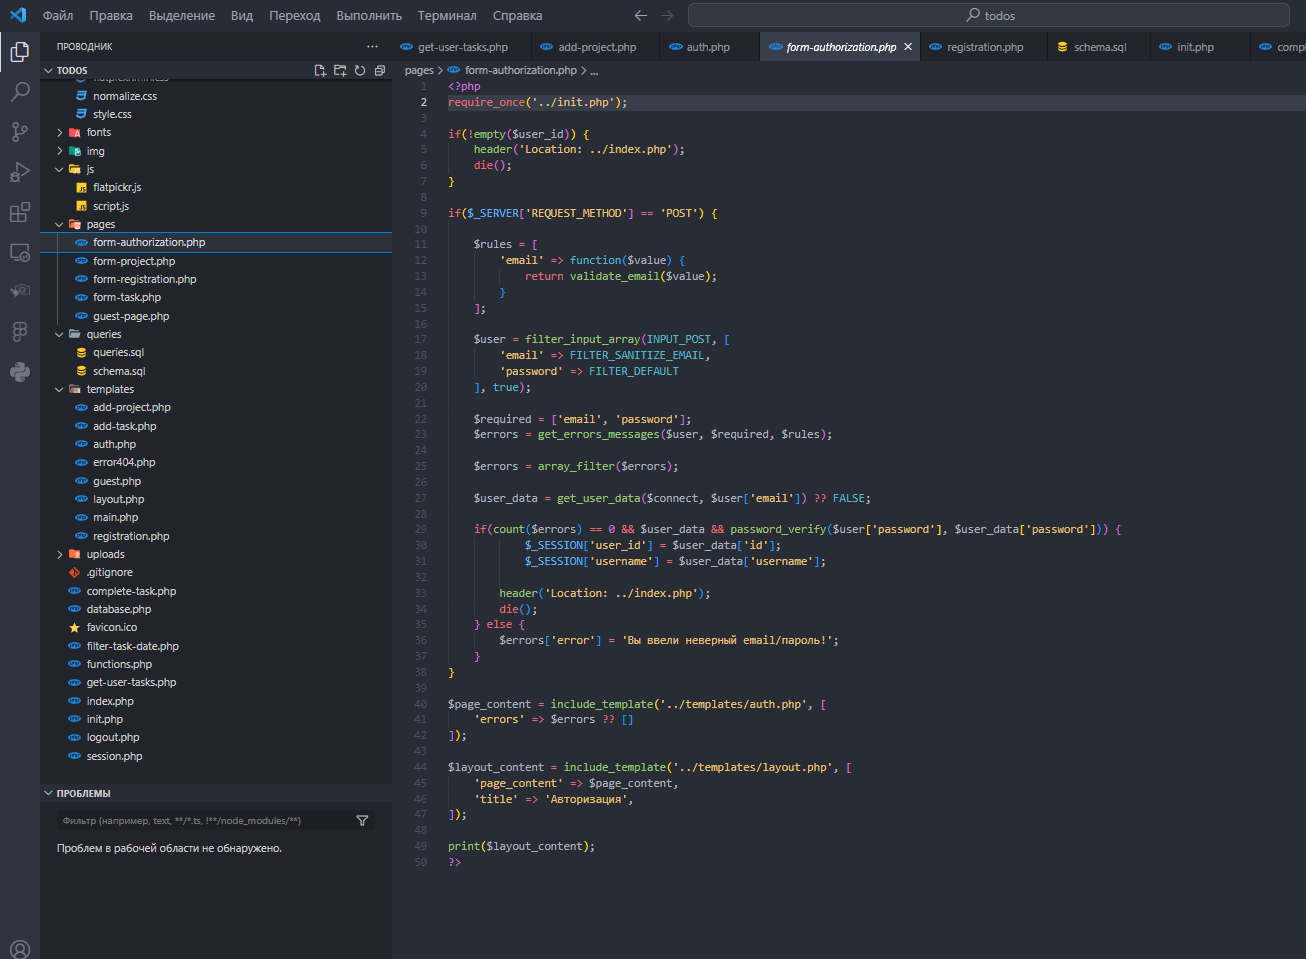 Файл Правка Выделение Вид Переход Выполнить Терминал Справка
todos
ПРОВОДНИК
get-user-tasks.php
add-project.php
auth.php
form-authorization.php
registration.php
schema.sql
init.php
TODOS
normalize.css
style.css
fonts
img
js
flatpickr.js
script.js
pages
form-authorization.php
form-project.php
form-registration.php
form-task.php
guest-page.php
queries
queries.sql
schema.sql
templates
add-project.php
add-task.php
auth.php
error404.php
guest.php
layout.php
main.php
registration.php
uploads
.gitignore
complete-task.php
database.php
favicon.ico
filter-task-date.php
functions.php
get-user-tasks.php
index.php
init.php
logout.php
session.php
ПРОБЛЕМЫ
Фильтр (например, text, **/*.ts, !**/node_modules/**)
Проблем в рабочей области не обнаружено.
pages > form-authorization.php > ...
1 <?php
2 require_once('../init.php');
3
4 if(!empty($user_id)) {
5 header('Location: ../index.php');
6 die();
7 }
8
9 if($_SERVER['REQUEST_METHOD'] == 'POST') {
10
11 $rules = [
12 'email' => function($value) {
13 return validate_email($value);
14 }
15 ];
16
17 $user = filter_input_array(INPUT_POST, [
18 'email' => FILTER_SANITIZE_EMAIL,
19 'password' => FILTER_DEFAULT
20 ], true);
21
22 $required = ['email', 'password'];
23 $errors = get_errors_messages($user, $required, $rules);
24
25 $errors = array_filter($errors);
26
27 $user_data = get_user_data($connect, $user['email']) ?? FALSE;
28
29 if(count($errors) == 0 && $user_data && password_verify($user['password'], $user_data['password'])) {
30 $_SESSION['user_id'] = $user_data['id'];
31 $_SESSION['username'] = $user_data['username'];
32
33 header('Location: ../index.php');
34 die();
35 } else {
36 $errors['error'] = 'Вы ввели неверный email/пароль!';
37 }
38 }
39
40 $page_content = include_template('../templates/auth.php', [
41 'errors' => $errors ?? []
42 ]);
43
44 $layout_content = include_template('../templates/layout.php', [
45 'page_content' => $page_content,
46 'title' => 'Авторизация',
47 ]);
48
49 print($layout_content);
50 ?>